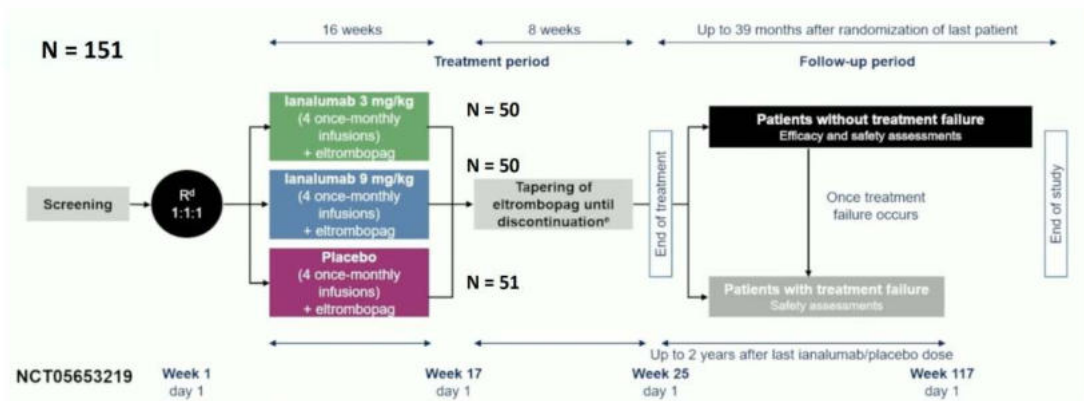 N = 151
16 weeks
8 weeks
Up to 39 months after randomization of last patient
Treatment period
Follow-up period
Ianalumab 3 mg/kg
(4 once-monthly
infusions)
+ eltrombopag
N = 50
Ianalumab 9 mg/kg
(4 once-monthly
infusions)
+ eltrombopag
N = 50
Placebo
(4 once-monthly
infusions)
+ eltrombopag
N = 51
Screening
Rᵈ
1:1:1
Tapering of
eltrombopag until
discontinuationᵉ
End of treatment
Patients without treatment failure
Efficacy and safety assessments
Once treatment
failure occurs
Patients with treatment failure
Safety assessments
End of study
Up to 2 years after last ianalumab/placebo dose
NCT05653219
Week 1
day 1
Week 17
day 1
Week 25
day 1
Week 117
day 1